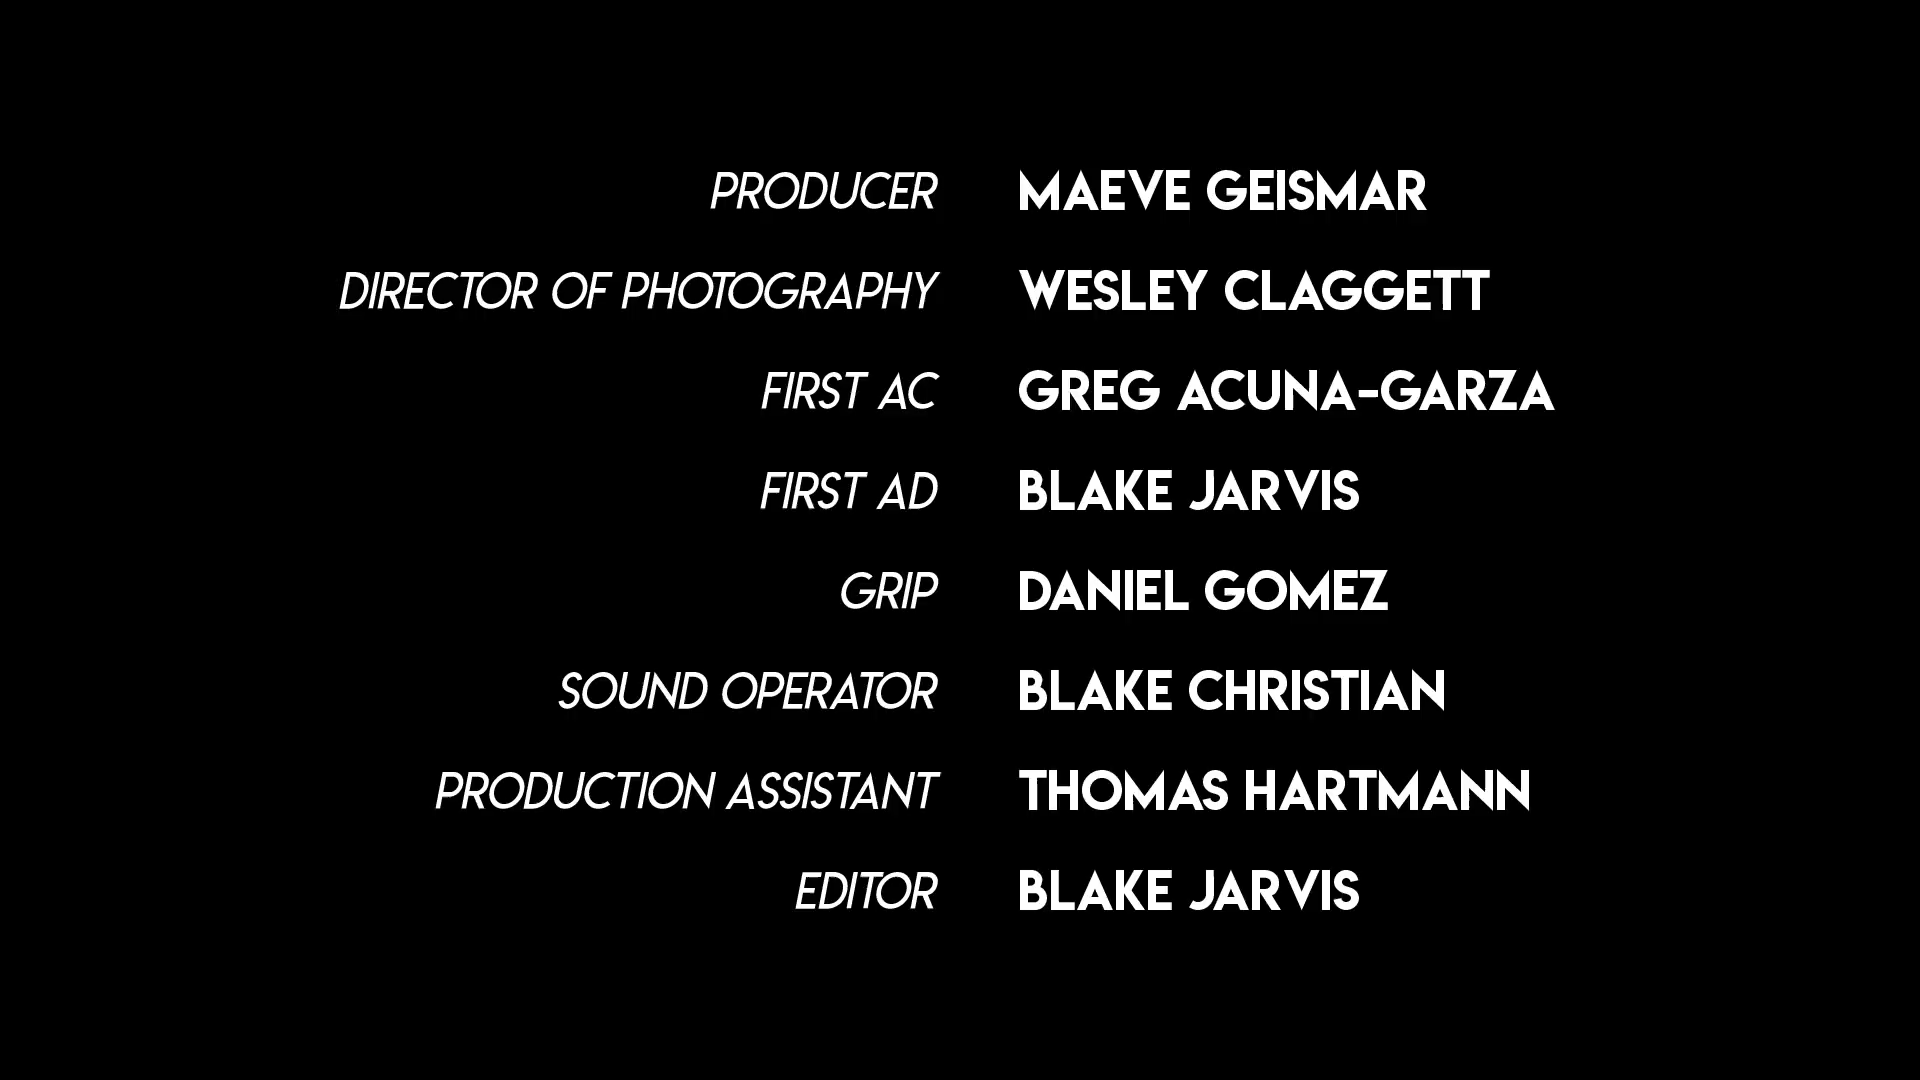 PRODUCER MAEVE GEISMAR
DIRECTOR OF PHOTOGRAPHY WESLEY CLAGGETT
FIRST AC GREG ACUNA-GARZA
FIRST AD BLAKE JARVIS
GRIP DANIEL GOMEZ
SOUND OPERATOR BLAKE CHRISTIAN
PRODUCTION ASSISTANT THOMAS HARTMANN
EDITOR BLAKE JARVIS